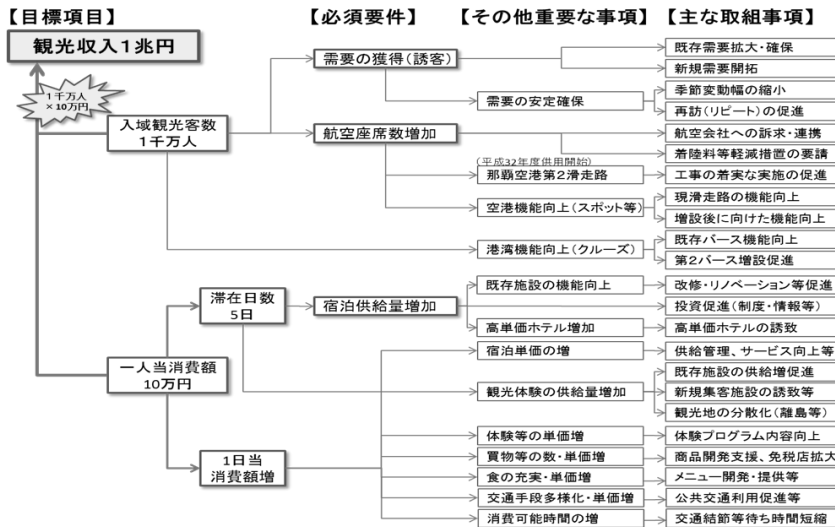 【目標項目】
【必須要件】
【その他重要な事項】
【主な取組事項】
観光収入1兆円
1千万人
×10万円
入域観光客数
1千万人
需要の獲得(誘客)
既存需要拡大・確保
新規需要開拓
需要の安定確保
季節変動幅の縮小
再訪(リピート)の促進
航空座席数増加
航空会社への訴求・連携
着陸料等軽減措置の要請
(平成32年度供用開始)
那覇空港第2滑走路
工事の着実な実施の促進
空港機能向上(スポット等)
現滑走路の機能向上
増設後に向けた機能向上
港湾機能向上(クルーズ)
既存バース機能向上
第2バース増設促進
一人当消費額
10万円
滞在日数
5日
宿泊供給量増加
既存施設の機能向上
改修・リノベーション等促進
投資促進(制度・情報等)
高単価ホテル増加
高単価ホテルの誘致
宿泊単価の増
供給管理、サービス向上等
観光体験の供給量増加
既存施設の供給増促進
新規集客施設の誘致等
観光地の分散化(離島等)
1日当
消費額増
体験等の単価増
体験プログラム内容向上
買物等の数・単価増
商品開発支援、免税店拡大
食の充実・単価増
メニュー開発・提供等
交通手段多様化・単価増
公共交通利用促進等
消費可能時間の増
交通結節等待ち時間短縮